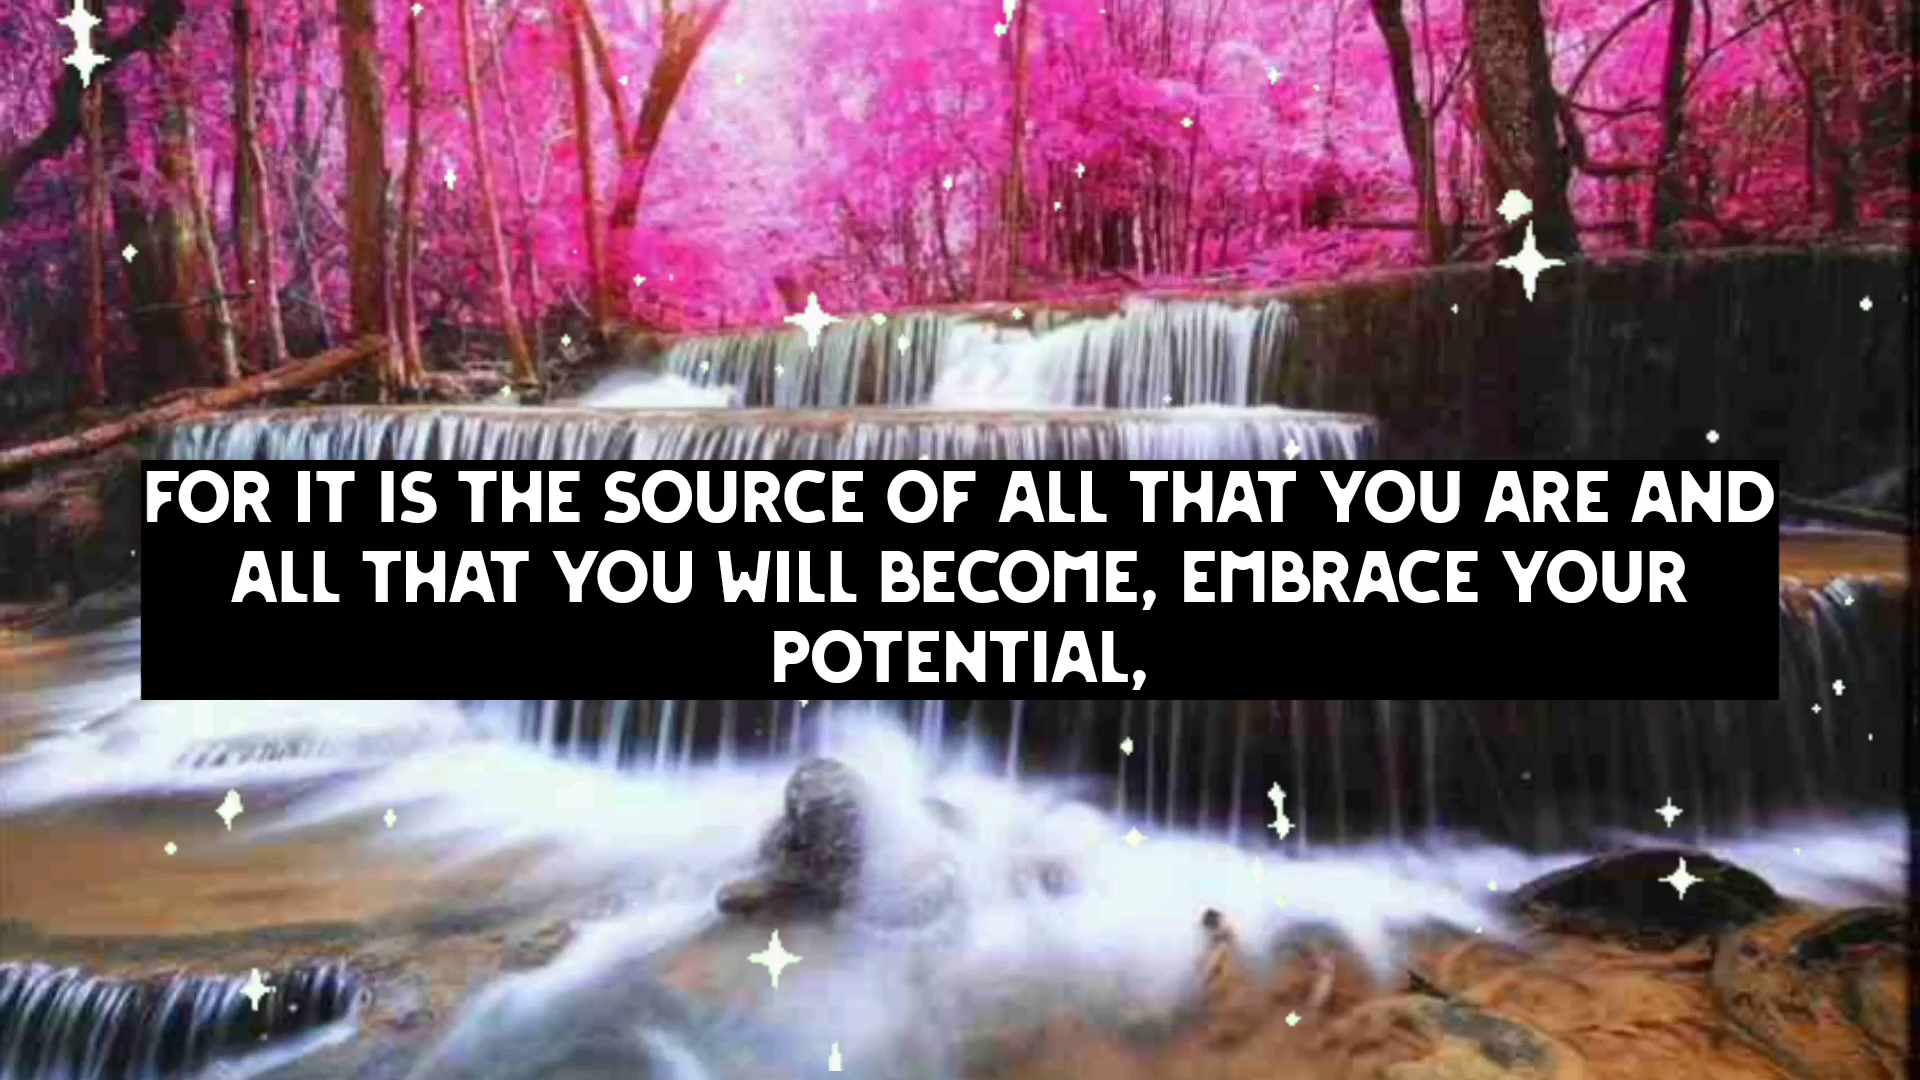 FOR IT IS THE SOURCE OF ALL THAT YOU ARE AND
ALL THAT YOU WILL BECOME, EMBRACE YOUR
POTENTIAL,